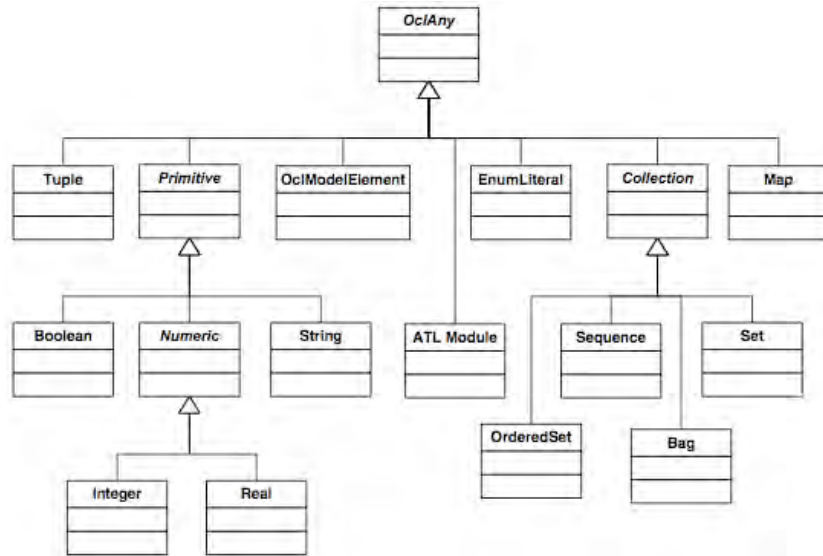 OclAny
Tuple
Primitive
OclModelElement
EnumLiteral
Collection
Map
Boolean
Numeric
String
ATL Module
Sequence
Set
OrderedSet
Bag
Integer
Real